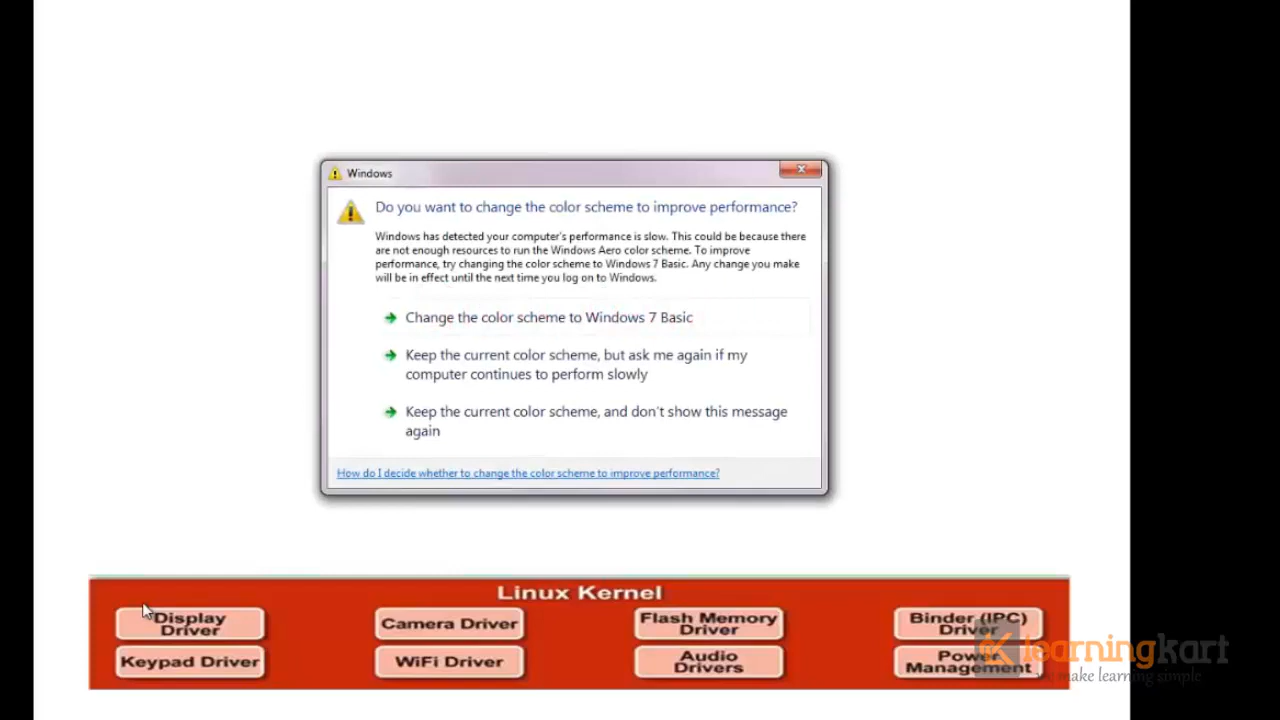 Windows
Do you want to change the color scheme to improve performance?
Windows has detected your computer's performance is slow. This could be because there
are not enough resources to run the Windows Aero color scheme. To improve
performance, try changing the color scheme to Windows 7 Basic. Any change you make
will be in effect until the next time you log on to Windows.
Change the color scheme to Windows 7 Basic
Keep the current color scheme, but ask me again if my
computer continues to perform slowly
Keep the current color scheme, and don't show this message
again
How do I decide whether to change the color scheme to improve performance?
Linux Kernel
Display
Driver
Camera Driver
Flash Memory
Driver
Binder (IPC)
Driver
Keypad Driver
WiFi Driver
Audio
Drivers
Power
Management
learningkart
we make learning simple